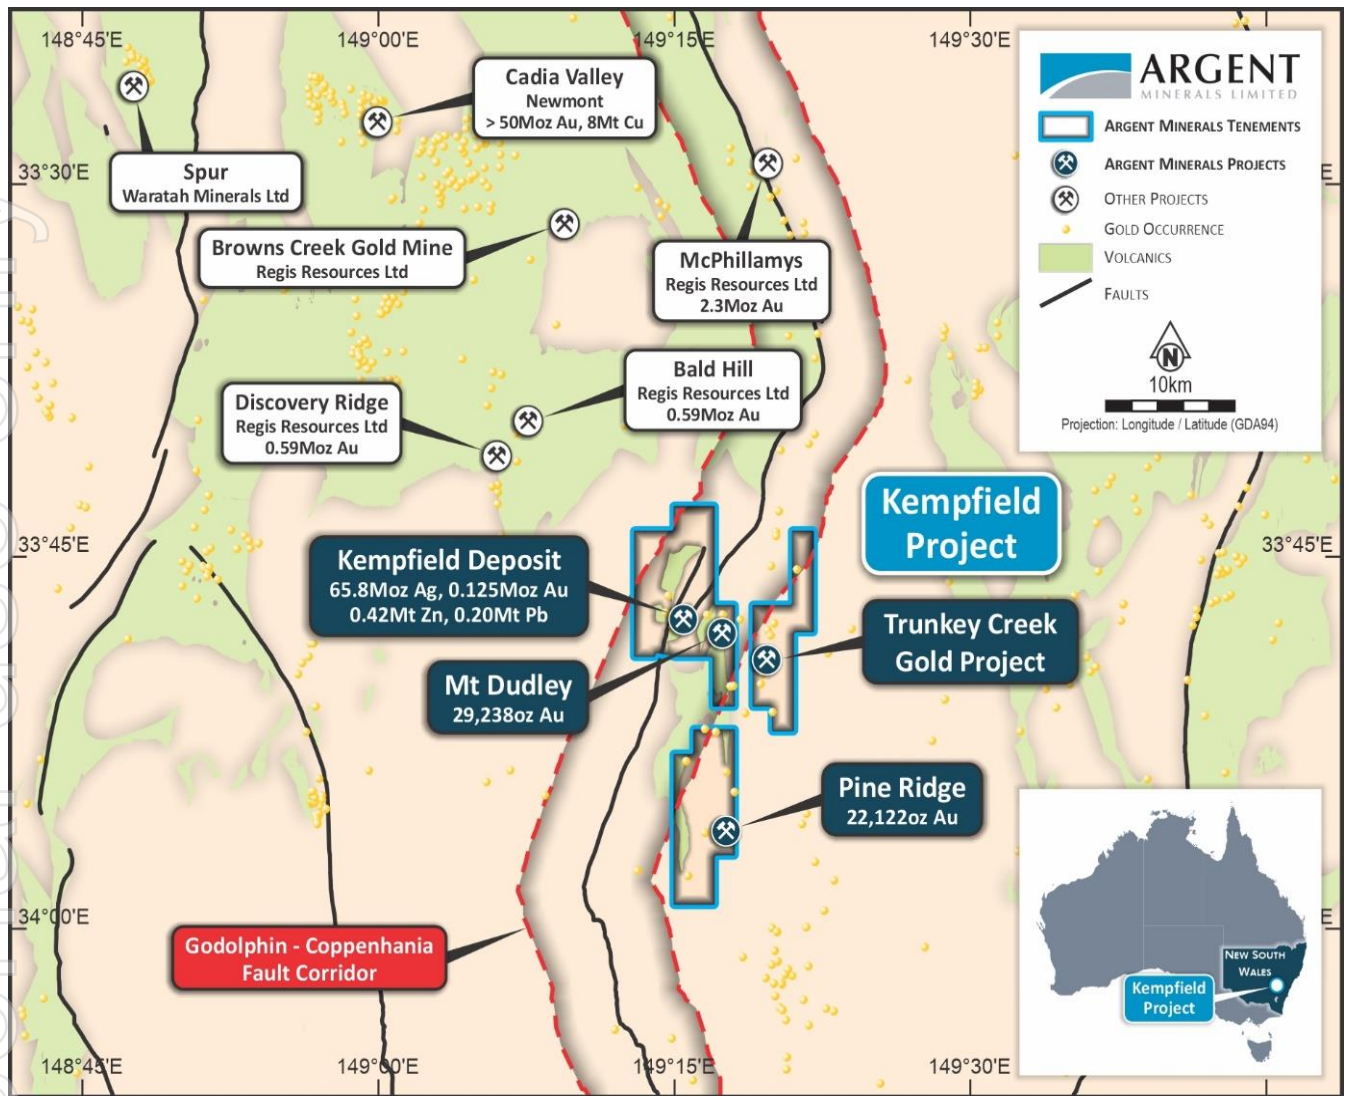 148°45'E
149°00'E
149°15'E
149°30'E
Cadia Valley
Newmont
> 50Moz Au, 8Mt Cu
ARGENT
MINERALS LIMITED
ARGENT MINERALS TENEMENTS
ARGENT MINERALS PROJECTS
OTHER PROJECTS
GOLD OCCURRENCE
VOLCANICS
FAULTS
N
10km
Projection: Longitude / Latitude (GDA94)
33°30'E
Spur
Waratah Minerals Ltd
Browns Creek Gold Mine
Regis Resources Ltd
McPhillamys
Regis Resources Ltd
2.3Moz Au
Bald Hill
Regis Resources Ltd
0.59Moz Au
Discovery Ridge
Regis Resources Ltd
0.59Moz Au
Kempfield
Project
33°45'E
33°45'E
Kempfield Deposit
65.8Moz Ag, 0.125Moz Au
0.42Mt Zn, 0.20Mt Pb
Trunkey Creek
Gold Project
Mt Dudley
29,238oz Au
Pine Ridge
22,122oz Au
34°00'E
E
E
Godolphin - Coppenhania
Fault Corridor
NEW SOUTH
WALES
Kempfield
Project
148°45'E
149°00'E
149°15'E
149°30'E